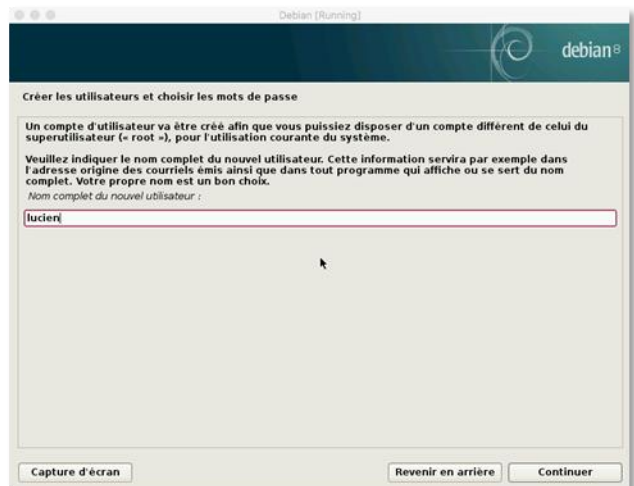 Debian [Running]
debian 8
Créer les utilisateurs et choisir les mots de passe
Un compte d'utilisateur va être créé afin que vous puissiez disposer d'un compte différent de celui du
superutilisateur (« root »), pour l'utilisation courante du système.
Veuillez indiquer le nom complet du nouvel utilisateur. Cette information servira par exemple dans
l'adresse origine des courriels émis ainsi que dans tout programme qui affiche ou se sert du nom
complet. Votre propre nom est un bon choix.
Nom complet du nouvel utilisateur :
lucien
Capture d'écran
Revenir en arrière
Continuer